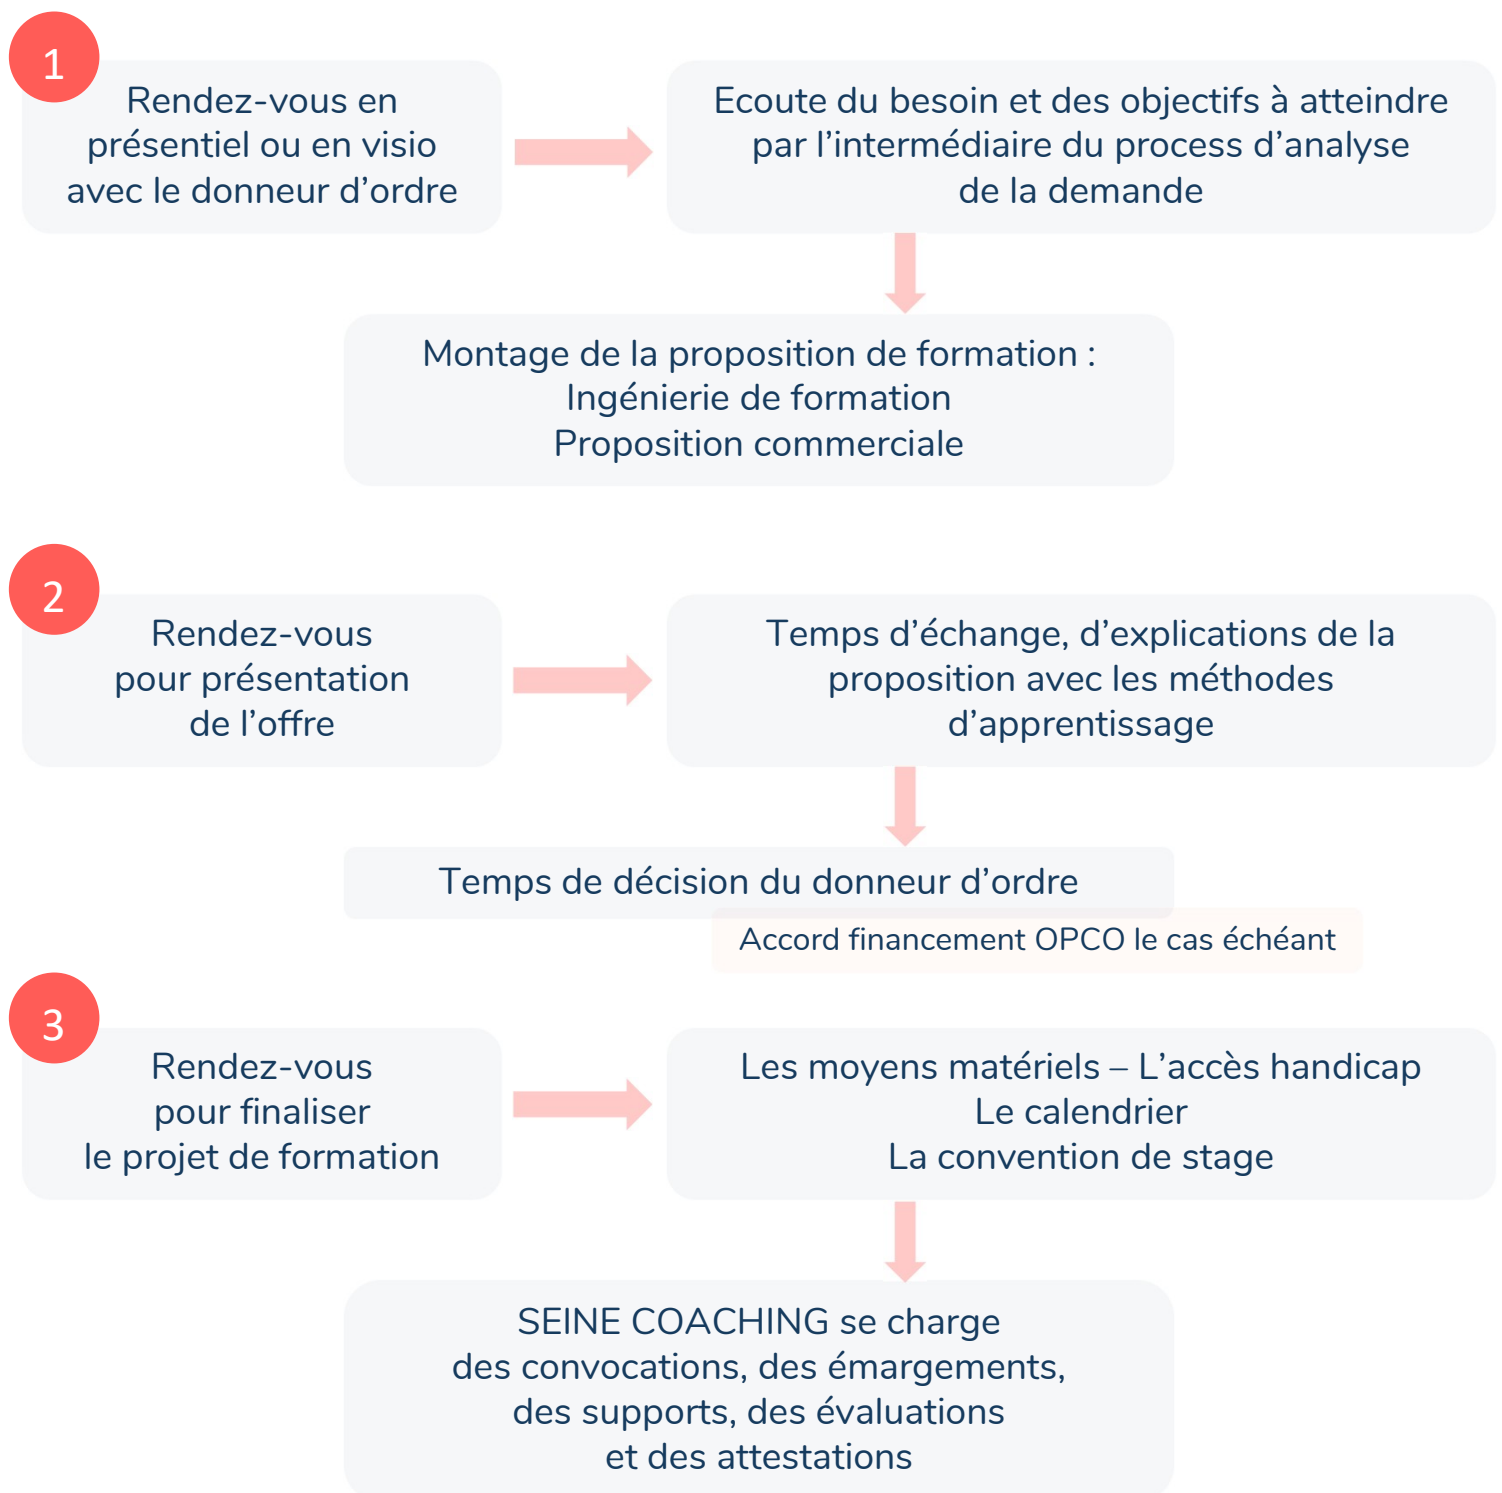 1
Rendez-vous en
présentiel ou en visio
avec le donneur d’ordre
Ecoute du besoin et des objectifs à atteindre
par l’intermédiaire du process d’analyse
de la demande
Montage de la proposition de formation :
Ingénierie de formation
Proposition commerciale
2
Rendez-vous
pour présentation
de l’offre
Temps d’échange, d’explications de la
proposition avec les méthodes
d’apprentissage
Temps de décision du donneur d’ordre
Accord financement OPCO le cas échéant
3
Rendez-vous
pour finaliser
le projet de formation
Les moyens matériels – L’accès handicap
Le calendrier
La convention de stage
SEINE COACHING se charge
des convocations, des émargements,
des supports, des évaluations
et des attestations